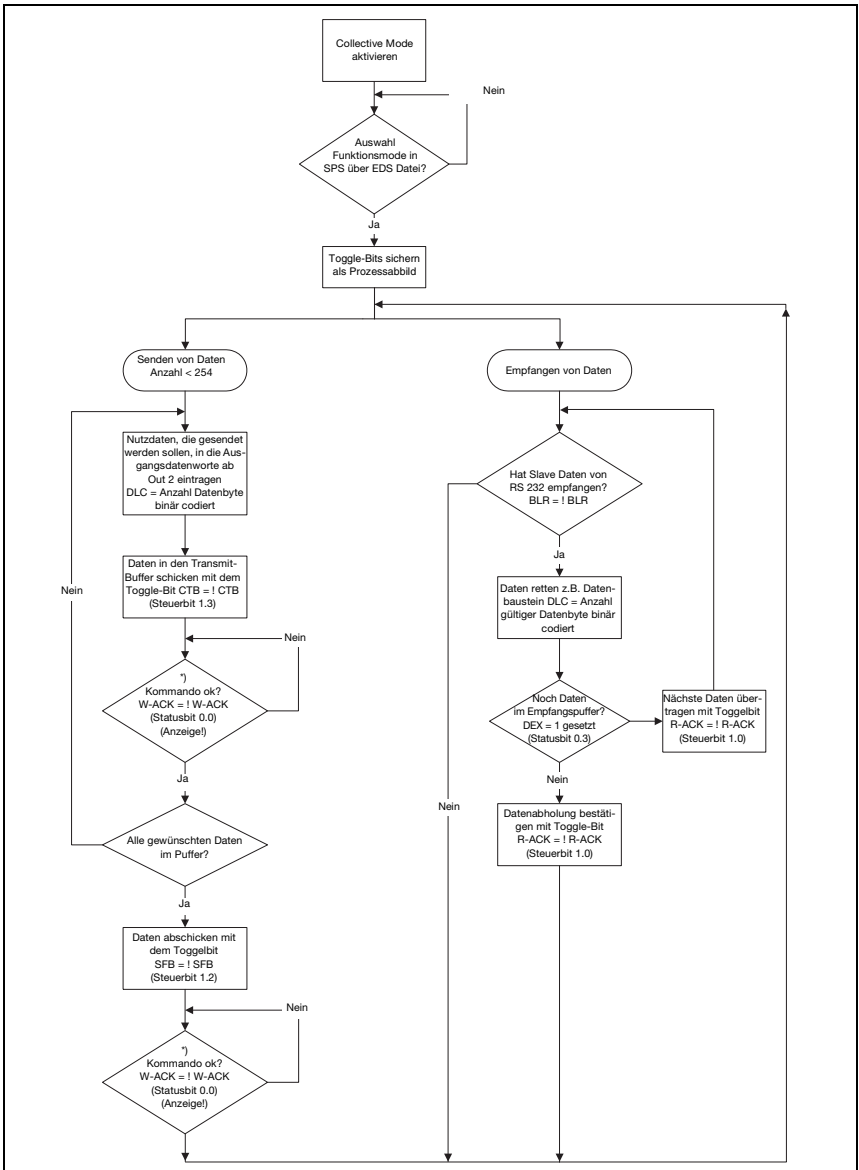 Collective Mode
aktivieren
Nein
Auswahl
Funktionsmode in
SPS über EDS Datei?
Ja
Toggle-Bits sichern
als Prozessabbild
Senden von Daten
Anzahl < 254
Nutzdaten, die gesendet
werden sollen, in die Aus-
gangsdatenworte ab
Out 2 eintragen
DLC = Anzahl Datenbyte
binär codiert
Daten in den Transmit-
Buffer schicken mit dem
Toggle-Bit CTB = ! CTB
(Steuerbit 1.3)
Nein
Nein
*)
Kommando ok?
W-ACK = ! W-ACK
(Statusbit 0.0)
(Anzeige!)
Ja
Alle gewünschten Daten
im Puffer?
Ja
Daten abschicken mit
dem Toggelbit
SFB = ! SFB
(Steuerbit 1.2)
Nein
*)
Kommando ok?
W-ACK = ! W-ACK
(Statusbit 0.0)
(Anzeige!)
Empfangen von Daten
Hat Slave Daten von
RS 232 empfangen?
BLR = ! BLR
Ja
Daten retten z.B. Daten-
baustein DLC = Anzahl
gültiger Datenbyte binär
codiert
Noch Daten
im Empfangspuffer?
DEX = 1 gesetzt
(Statusbit 0.3)
Nächste Daten über-
tragen mit Toggelbit
R-ACK = ! R-ACK
(Steuerbit 1.0)
Nein
Nein
Datenabholung bestäti-
gen mit Toggle-Bit
R-ACK = ! R-ACK
(Steuerbit 1.0)